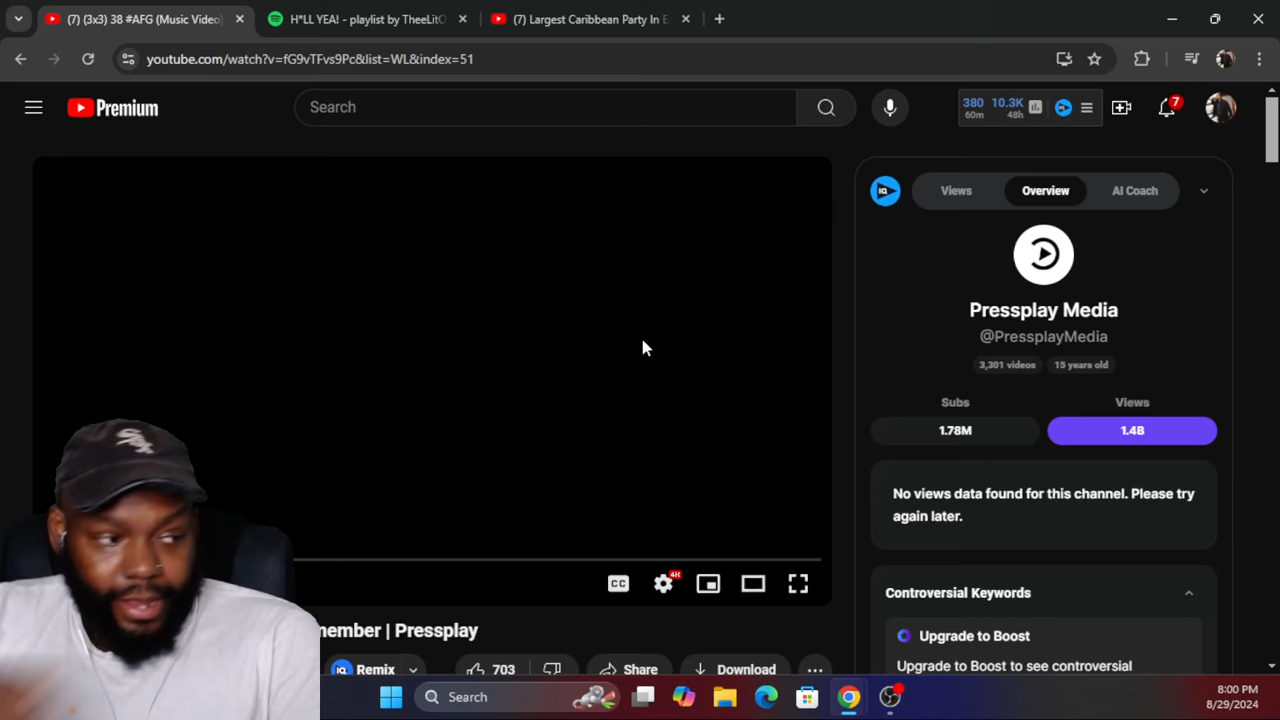 (7) (3x3) 38 #AFG (Music Video)
H*LL YEA! - playlist by TheeLitO
(7) Largest Caribbean Party In E
youtube.com/watch?v=fG9vTFvs9Pc&list=WL&index=51
Premium
Search
380
60m
10.3K
48h
7
Views
Overview
AI Coach
Pressplay Media
@PressplayMedia
3,301 videos
15 years old
Subs
Views
1.78M
1.4B
No views data found for this channel. Please try
again later.
Controversial Keywords
Upgrade to Boost
Upgrade to Boost to see controversial
CC
4K
member | Pressplay
Remix
703
Share
Download
Search
8:00 PM
8/29/2024